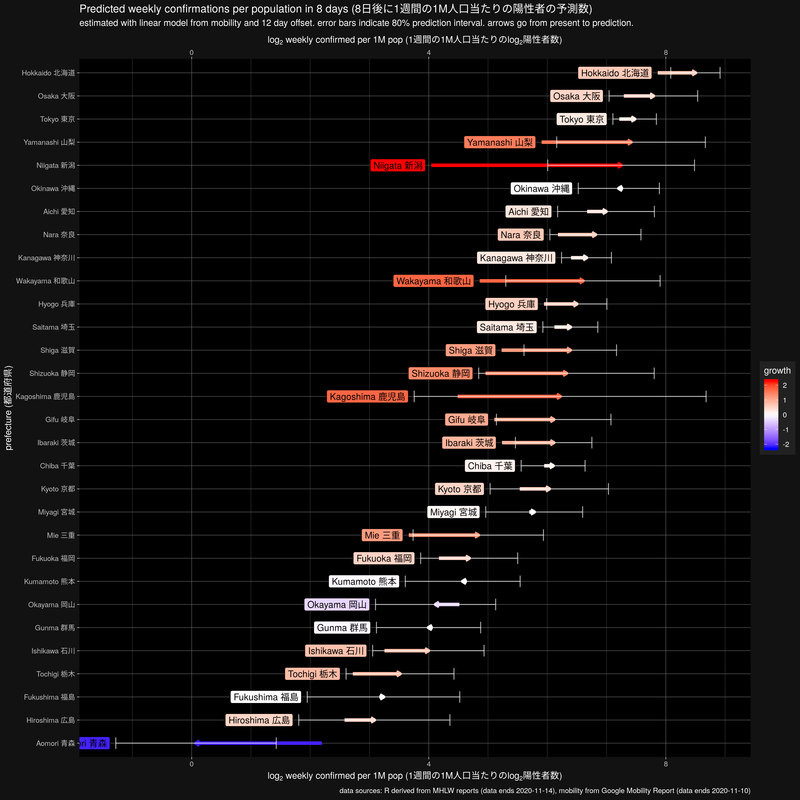 Predicted weekly confirmations per population in 8 days (8日後に1週間の1M人口当たりの陽性者の予測数)
estimated with linear model from mobility and 12 day offset. error bars indicate 80% prediction interval. arrows go from present to prediction.
log₂ weekly confirmed per 1M pop (1週間の1M人口当たりのlog₂陽性者数)
0 4 8
Hokkaido 北海道 Hokkaido 北海道
Osaka 大阪 Osaka 大阪
Tokyo 東京 Tokyo 東京
Yamanashi 山梨 Yamanashi 山梨
Niigata 新潟 Niigata 新潟
Okinawa 沖縄 Okinawa 沖縄
Aichi 愛知 Aichi 愛知
Nara 奈良 Nara 奈良
Kanagawa 神奈川 Kanagawa 神奈川
Wakayama 和歌山 Wakayama 和歌山
Hyogo 兵庫 Hyogo 兵庫
Saitama 埼玉 Saitama 埼玉
Shiga 滋賀 Shiga 滋賀
Shizuoka 静岡 Shizuoka 静岡
Kagoshima 鹿児島 Kagoshima 鹿児島
Gifu 岐阜 Gifu 岐阜
Ibaraki 茨城 Ibaraki 茨城
Chiba 千葉 Chiba 千葉
Kyoto 京都 Kyoto 京都
Miyagi 宮城 Miyagi 宮城
Mie 三重 Mie 三重
Fukuoka 福岡 Fukuoka 福岡
Kumamoto 熊本 Kumamoto 熊本
Okayama 岡山 Okayama 岡山
Gunma 群馬 Gunma 群馬
Ishikawa 石川 Ishikawa 石川
Tochigi 栃木 Tochigi 栃木
Fukushima 福島 Fukushima 福島
Hiroshima 広島 Hiroshima 広島
Aomori 青森 ri 青森
prefecture (都道府県)
growth
2
1
0
-1
-2
0 4 8
log₂ weekly confirmed per 1M pop (1週間の1M人口当たりのlog₂陽性者数)
data sources: R derived from MHLW reports (data ends 2020-11-14), mobility from Google Mobility Report (data ends 2020-11-10)